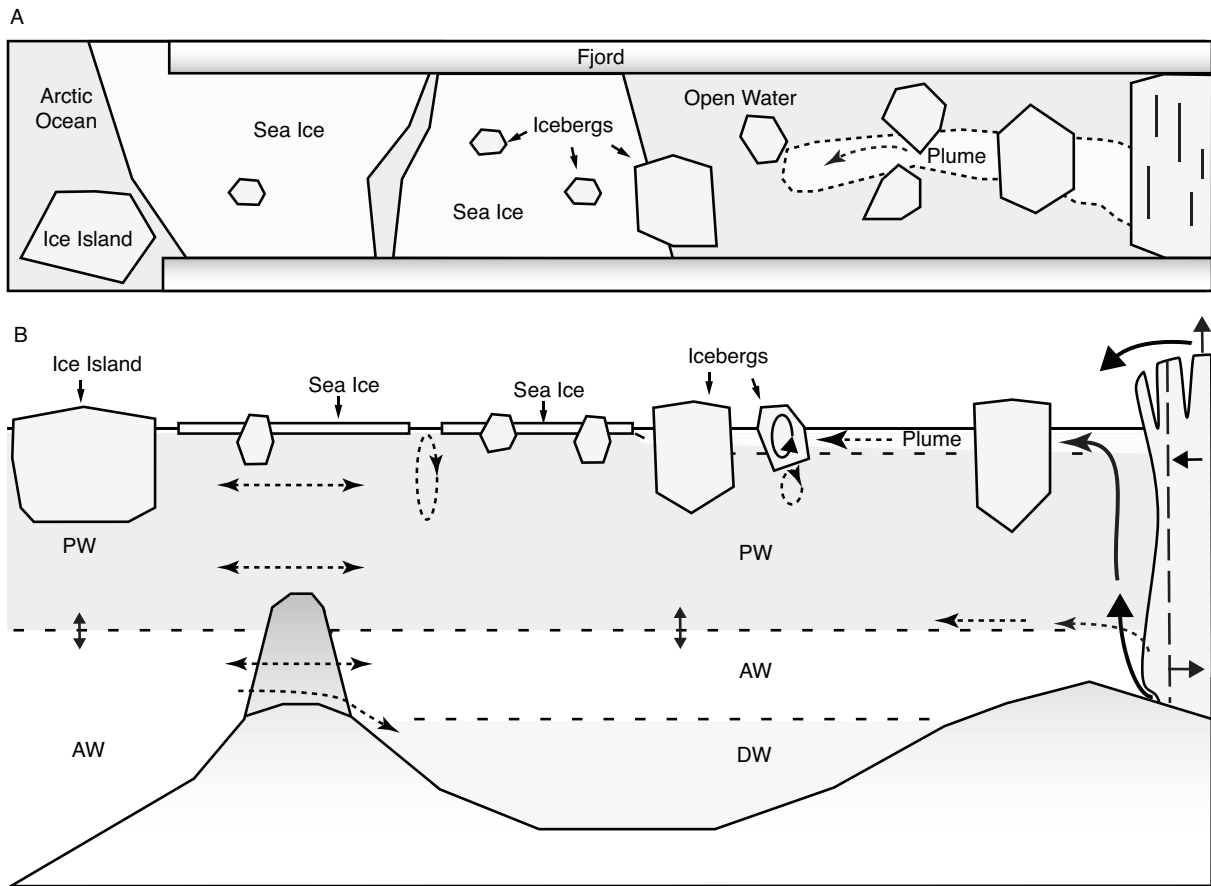 A
Fjord
Arctic
Ocean
Open Water
Sea Ice
Icebergs
Plume
Sea Ice
Ice Island
B
Ice Island
Icebergs
Sea Ice
Sea Ice
Plume
PW
PW
AW
AW
DW